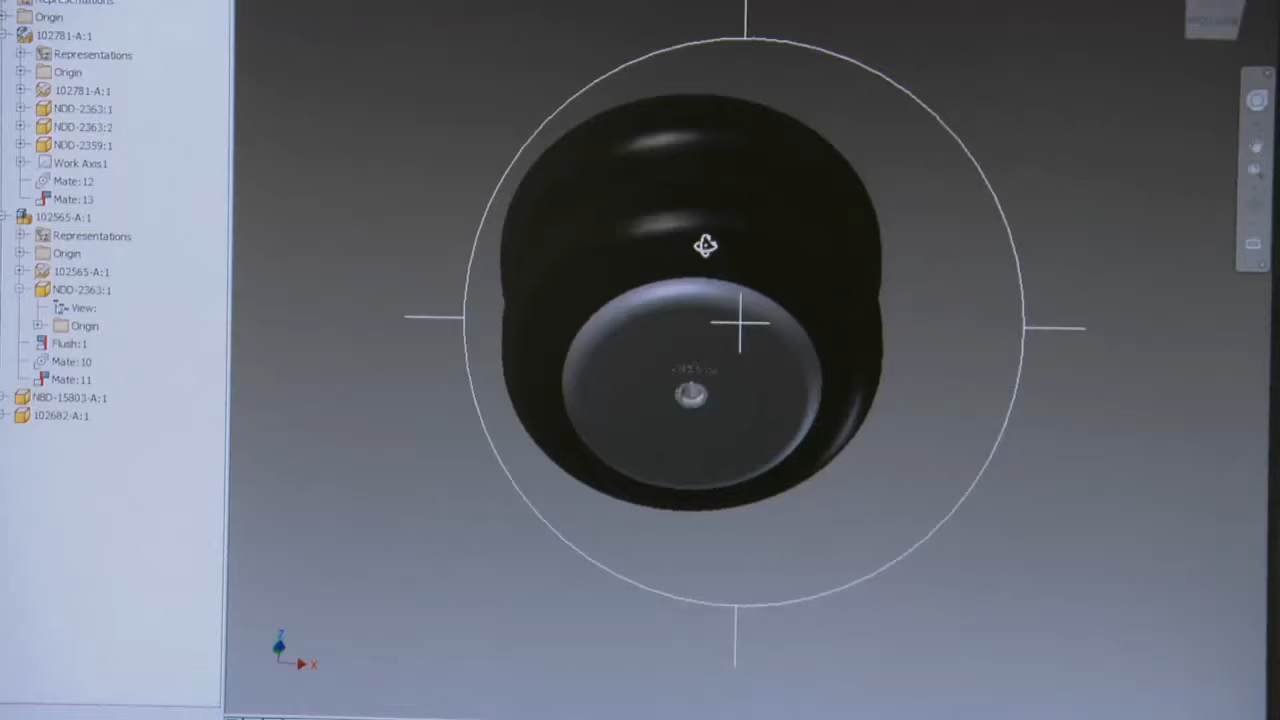 Representations
Origin
102781-A:1
Representations
Origin
102781-A:1
NDD-2363:1
NDD-2363:2
NDD-2359:1
Work Axis1
Mate:12
Mate:13
102565-A:1
Representations
Origin
102565-A:1
NDD-2363:1
View:
Origin
Flush:1
Mate:10
Mate:11
NBD-15803-A:1
102682-A:1
Z
X